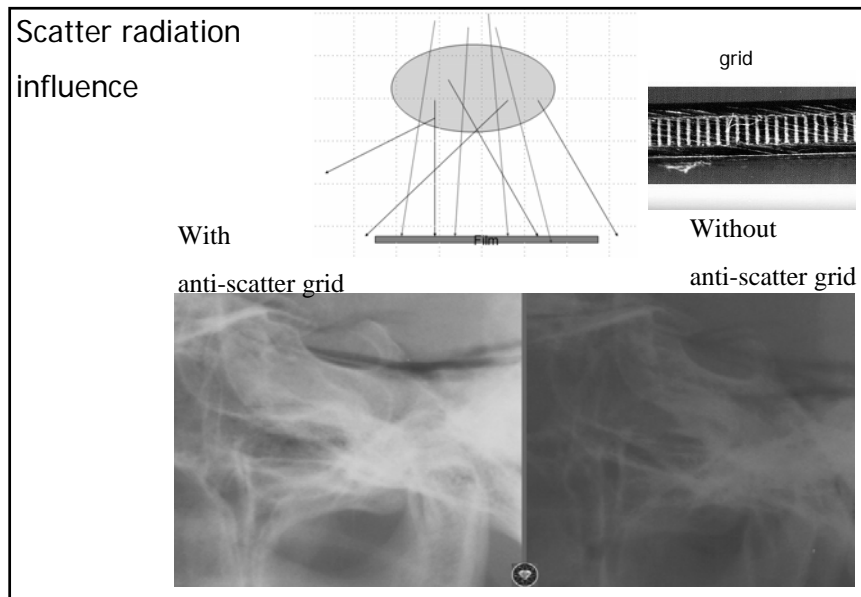 Scatter radiation
influence
grid
Film
With
anti-scatter grid
Without
anti-scatter grid